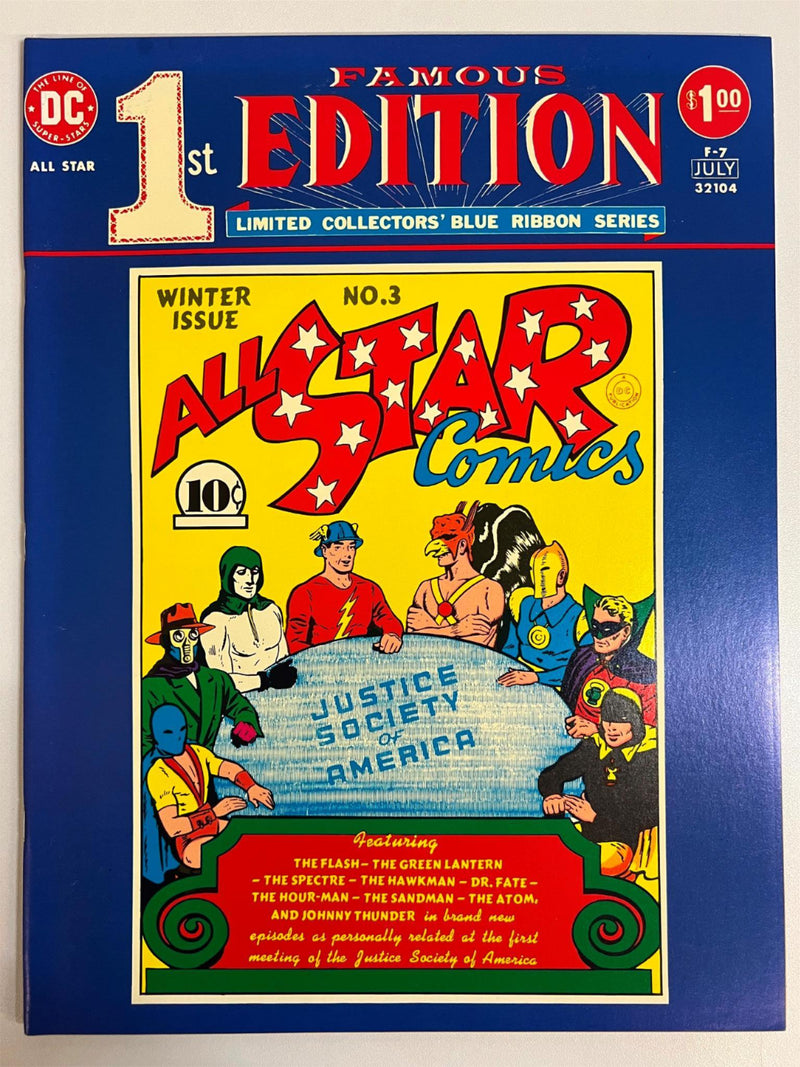 THE LINE OF
DC
SUPER-STARS
ALL STAR
1st
FAMOUS
EDITION
LIMITED COLLECTORS' BLUE RIBBON SERIES
$1 00
F-7
JULY
32104
WINTER
ISSUE
NO.3
ALL STAR
Comics
A
DC
PUBLICATION
10¢
JUSTICE
SOCIETY
OF
AMERICA
Featuring
THE FLASH – THE GREEN LANTERN
– THE SPECTRE – THE HAWKMAN – DR. FATE –
THE HOUR-MAN – THE SANDMAN – THE ATOM,
AND JOHNNY THUNDER in brand new
episodes as personally related at the first
meeting of the Justice Society of America